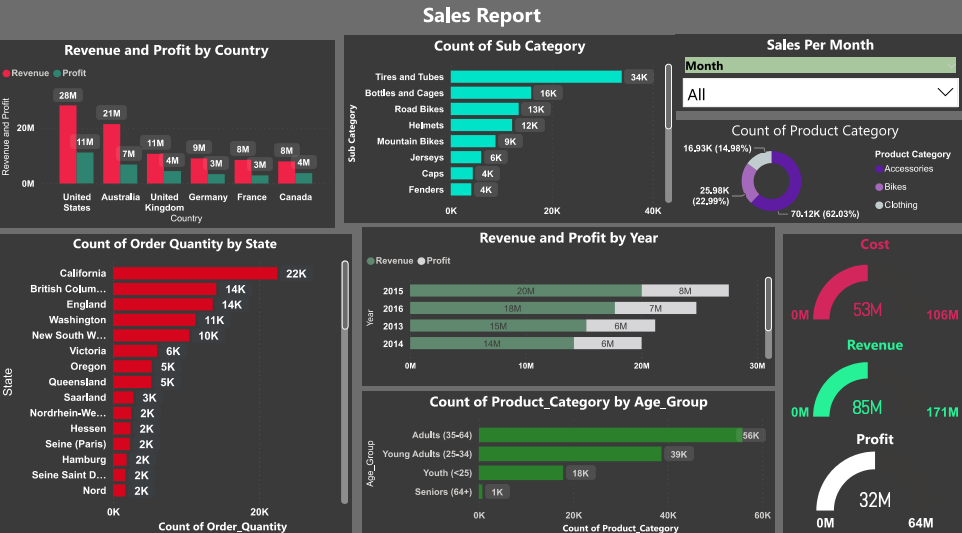 Sales Report
Revenue and Profit by Country
Revenue Profit
Revenue and Profit
20M
0M
28M
11M
21M
7M
11M
4M
9M
3M
8M
3M
8M
4M
United States
Australia
United Kingdom
Germany
France
Canada
Country
Count of Sub Category
Sub Category
Tires and Tubes 34K
Bottles and Cages 16K
Road Bikes 13K
Helmets 12K
Mountain Bikes 9K
Jerseys 6K
Caps 4K
Fenders 4K
0K 20K 40K
Sales Per Month
Month
All
Count of Product Category
16,93K (14,98%)
25,98K
(22,99%)
70.12K (62.03%)
Product Category
Accessories
Bikes
Clothing
Count of Order Quantity by State
State
California 22K
British Colum... 14K
England 14K
Washington 11K
New South W... 10K
Victoria 6K
Oregon 5K
Queensland 5K
Saarland 3K
Nordrhein-We... 2K
Hessen 2K
Seine (Paris) 2K
Hamburg 2K
Seine Saint D... 2K
Nord 2K
0K 20K
Count of Order_Quantity
Revenue and Profit by Year
Revenue Profit
Year
2015 20M 8M
2016 18M 7M
2013 15M 6M
2014 14M 6M
0M 10M 20M 30M
Count of Product_Category by Age_Group
Age_Group
Adults (35-64) 56K
Young Adults (25-34) 39K
Youth (<25) 18K
Seniors (64+) 1K
0K 20K 40K 60K
Count of Product_Category
Cost
53M
0M 106M
Revenue
85M
0M 171M
Profit
32M
0M 64M